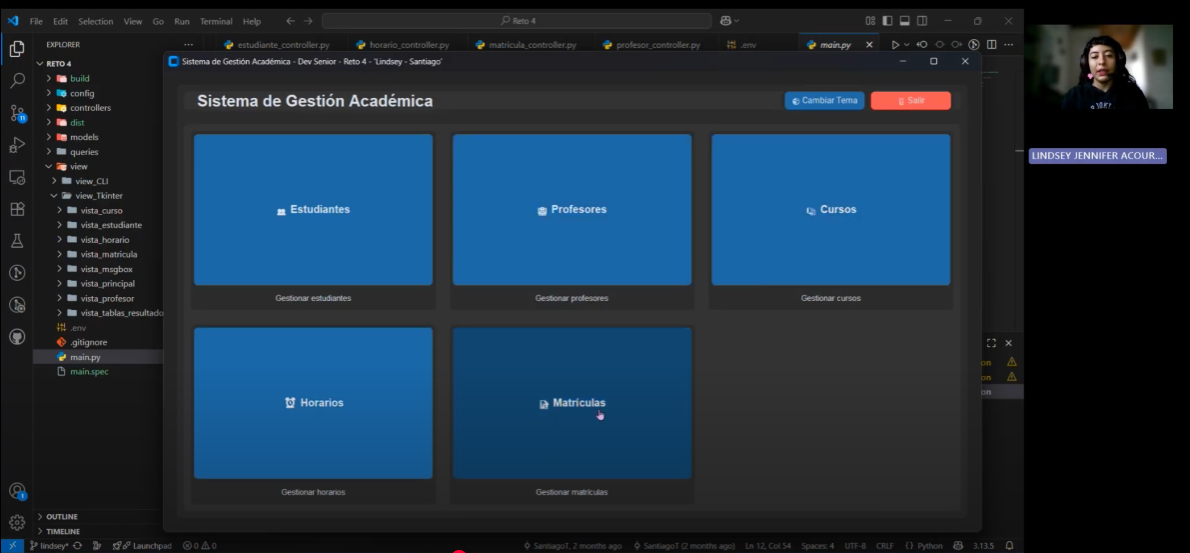 File Edit Selection View Go Run Terminal Help
Reto 4
EXPLORER
estudiante_controller.py
horario_controller.py
matricula_controller.py
profesor_controller.py
.env
main.py
RETO 4
build
config
controllers
dist
models
queries
view
view_CLI
view_Tkinter
vista_curso
vista_estudiante
vista_horario
vista_matricula
vista_msgbox
vista_principal
vista_profesor
vista_tablas_resultado
.env
.gitignore
main.py
main.spec
OUTLINE
TIMELINE
Sistema de Gestión Académica - Dev Senior - Reto 4 - 'Lindsey - Santiago'
Sistema de Gestión Académica
Cambiar Tema
Salir
Estudiantes
Profesores
Cursos
Gestionar estudiantes
Gestionar profesores
Gestionar cursos
Horarios
Matrículas
Gestionar horarios
Gestionar matrículas
on
on
on
11
1
lindsey*
Launchpad
0 0
SantiagoT, 2 months ago
SantiagoT (2 months ago)
Ln 12, Col 54
Spaces: 4
UTF-8
CRLF
Python
3.13.5
LINDSEY JENNIFER ACOUR...